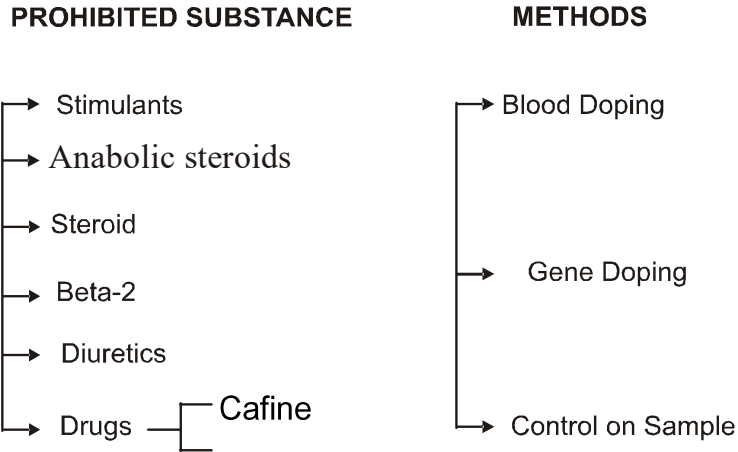 PROHIBITED SUBSTANCE
Stimulants
Anabolic steroids
Steroid
Beta-2
Diuretics
Drugs
Cafine
METHODS
Blood Doping
Gene Doping
Control on Sample